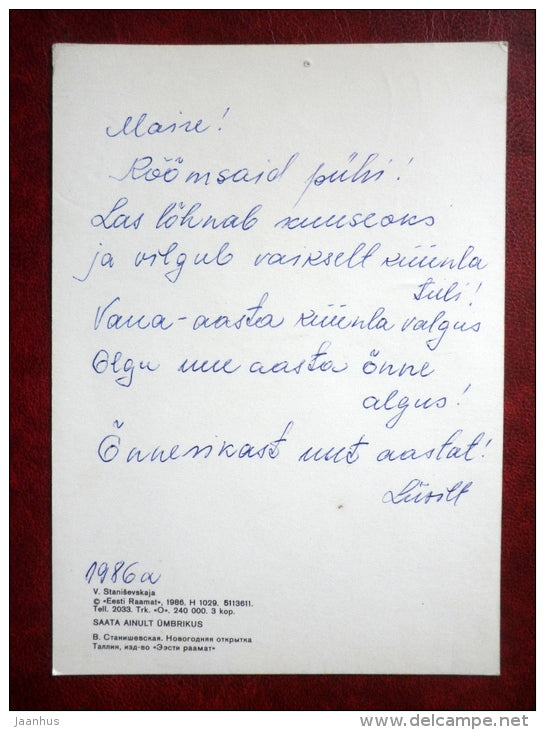 Maire!
Rõõmsaid pühi!
Las lõhnab kuuseoks
ja vilgub vaikselt küünla
tuli!
Vana-aasta küünla valgus
Olgu uue aasta õnne
algus!
Õnnerikast uut aastat!
1986a
V. Staniševskaja
© «Eesti Raamat», 1986. H 1029. 5113611.
Tell. 2033. Trk. «O». 240 000. 3 kop.
SAATA AINULT ÜMBRIKUS
В. Станишевская. Новогодняя открытка
Таллин, изд-во «Ээсти раамат»
# jaanhus
www.delcampe.net